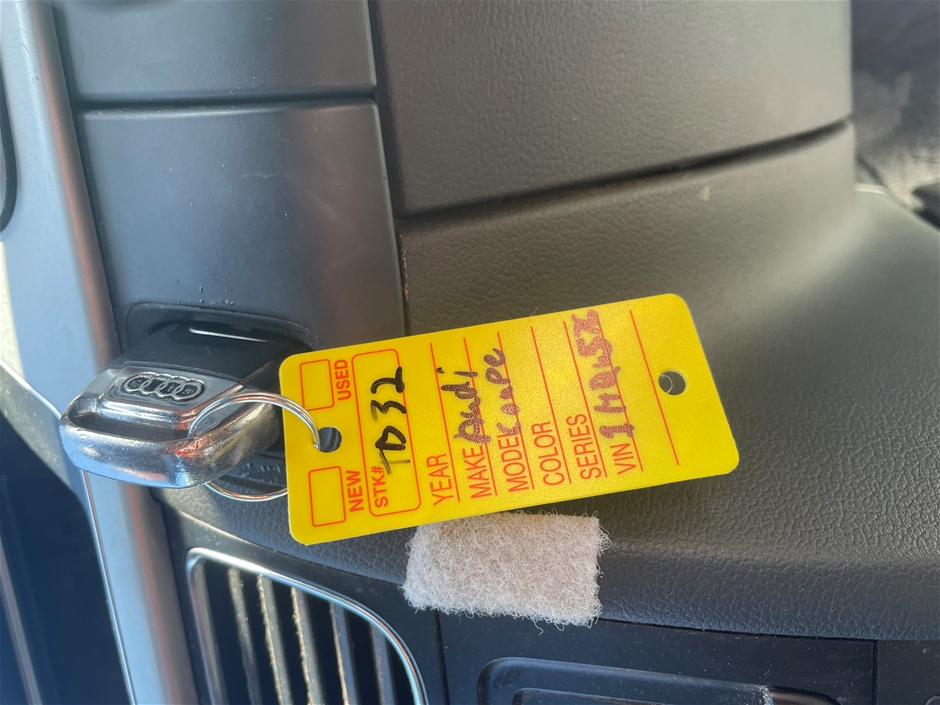 NEW USED
STK# TD32
YEAR
MAKE Audi
MODEL Coupe
COLOR
SERIES
VIN